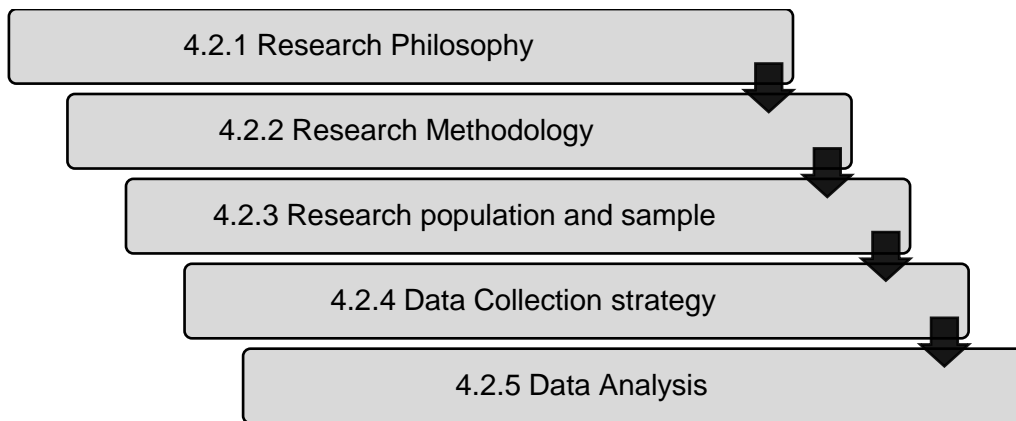 4.2.1 Research Philosophy
4.2.2 Research Methodology
4.2.3 Research population and sample
4.2.4 Data Collection strategy
4.2.5 Data Analysis